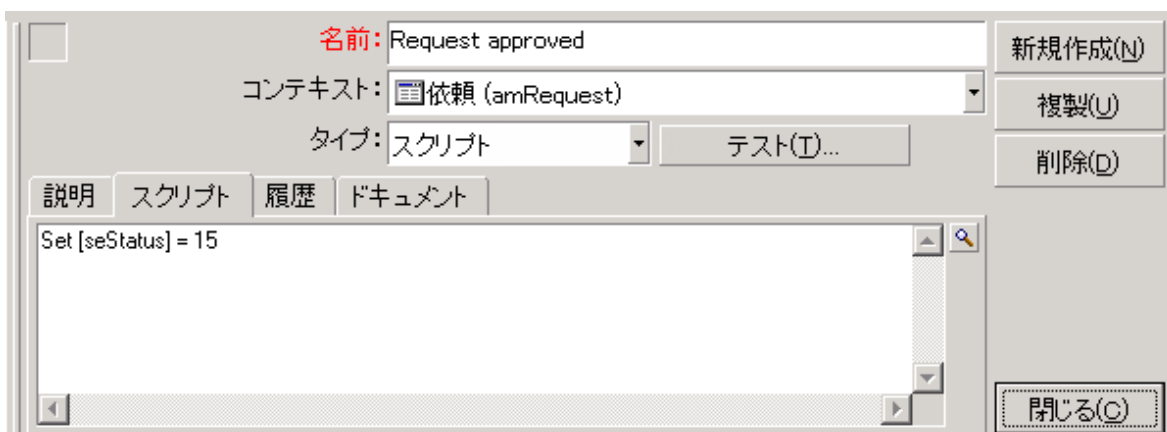 名前: Request approved
新規作成(N)
コンテキスト: 依頼 (amRequest)
複製(U)
タイプ: スクリプト
テスト(T)...
削除(D)
説明 スクリプト 履歴 ドキュメント
Set [seStatus] = 15
閉じる(C)